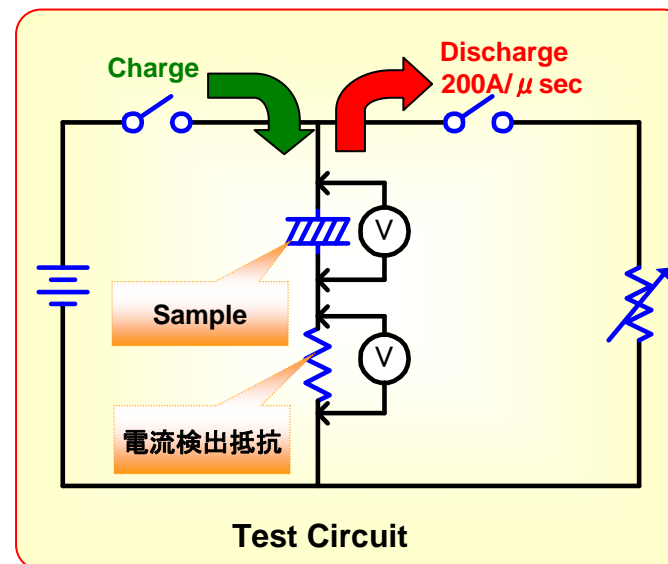 Charge
Discharge
200A/μsec
V
Sample
V
電流検出抵抗
Test Circuit